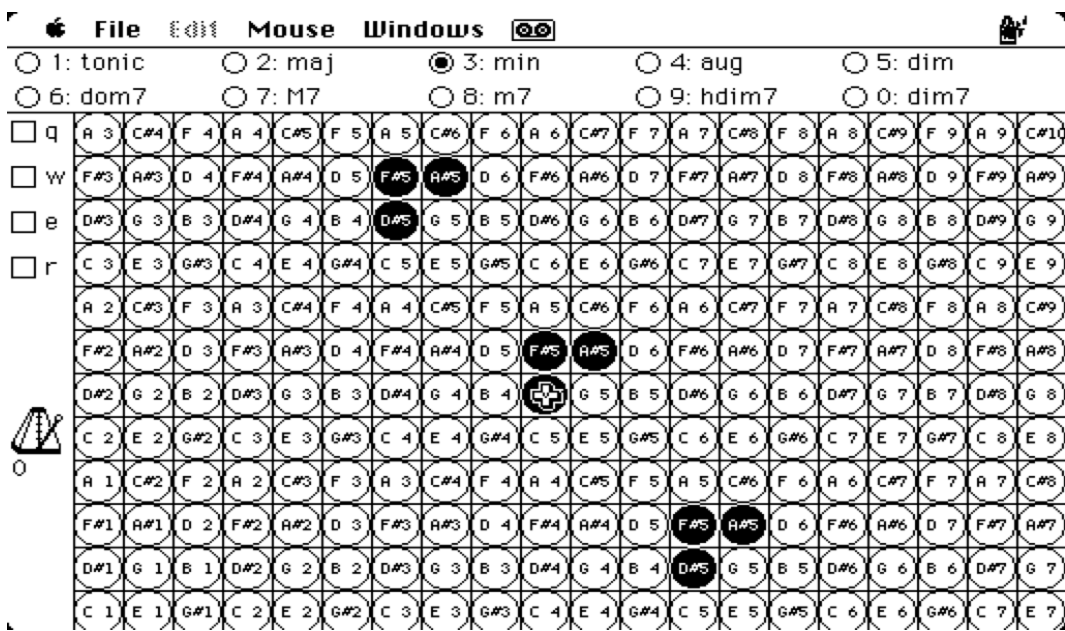 File Edit Mouse Windows
1: tonic 2: maj 3: min 4: aug 5: dim
6: dom7 7: M7 8: m7 9: hdim7 0: dim7
q A 3 C#4 F 4 A 4 C#5 F 5 A 5 C#6 F 6 A 6 C#7 F 7 A 7 C#8 F 8 A 8 C#9 F 9 A 9 C#10
w F#3 A#3 D 4 F#4 A#4 D 5 F#5 A#5 D 6 F#6 A#6 D 7 F#7 A#7 D 8 F#8 A#8 D 9 F#9 A#9
e D#3 G 3 B 3 D#4 G 4 B 4 D#5 G 5 B 5 D#6 G 6 B 6 D#7 G 7 B 7 D#8 G 8 B 8 D#9 G 9
r C 3 E 3 G#3 C 4 E 4 G#4 C 5 E 5 G#5 C 6 E 6 G#6 C 7 E 7 G#7 C 8 E 8 G#8 C 9 E 9
A 2 C#3 F 3 A 3 C#4 F 4 A 4 C#5 F 5 A 5 C#6 F 6 A 6 C#7 F 7 A 7 C#8 F 8 A 8 C#9
F#2 A#2 D 3 F#3 A#3 D 4 F#4 A#4 D 5 F#5 A#5 D 6 F#6 A#6 D 7 F#7 A#7 D 8 F#8 A#8
D#2 G 2 B 2 D#3 G 3 B 3 D#4 G 4 B 4 G 5 B 5 D#6 G 6 B 6 D#7 G 7 B 7 D#8 G 8
C 2 E 2 G#2 C 3 E 3 G#3 C 4 E 4 G#4 C 5 E 5 G#5 C 6 E 6 G#6 C 7 E 7 G#7 C 8 E 8
0 A 1 C#2 F 2 A 2 C#3 F 3 A 3 C#4 F 4 A 4 C#5 F 5 A 5 C#6 F 6 A 6 C#7 F 7 A 7 C#8
F#1 A#1 D 2 F#2 A#2 D 3 F#3 A#3 D 4 F#4 A#4 D 5 F#5 A#5 D 6 F#6 A#6 D 7 F#7 A#7
D#1 G 1 B 1 D#2 G 2 B 2 D#3 G 3 B 3 D#4 G 4 B 4 D#5 G 5 B 5 D#6 G 6 B 6 D#7 G 7
C 1 E 1 G#1 C 2 E 2 G#2 C 3 E 3 G#3 C 4 E 4 G#4 C 5 E 5 G#5 C 6 E 6 G#6 C 7 E 7